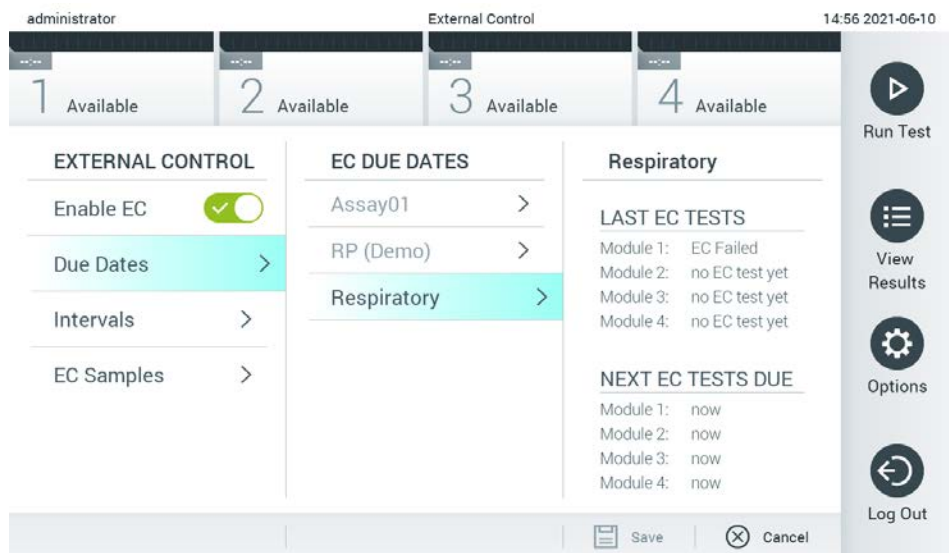 administrator External Control 14:56 2021-06-10
--:-- --:-- --:-- --:--
1 Available 2 Available 3 Available 4 Available
Run Test
View
Results
Options
Log Out
EXTERNAL CONTROL
Enable EC
Due Dates
Intervals
EC Samples
EC DUE DATES
Assay01
RP (Demo)
Respiratory
Respiratory
LAST EC TESTS
Module 1: EC Failed
Module 2: no EC test yet
Module 3: no EC test yet
Module 4: no EC test yet
NEXT EC TESTS DUE
Module 1: now
Module 2: now
Module 3: now
Module 4: now
Save Cancel